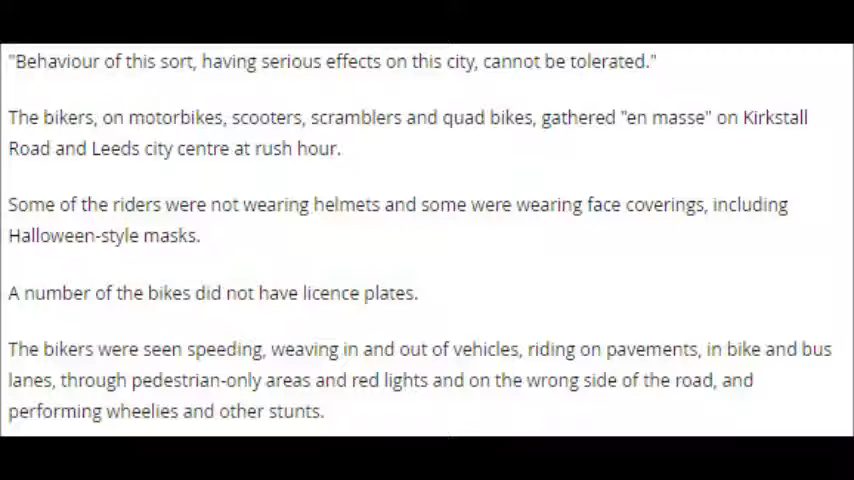 "Behaviour of this sort, having serious effects on this city, cannot be tolerated."
The bikers, on motorbikes, scooters, scramblers and quad bikes, gathered "en masse" on Kirkstall
Road and Leeds city centre at rush hour.
Some of the riders were not wearing helmets and some were wearing face coverings, including
Halloween-style masks.
A number of the bikes did not have licence plates.
The bikers were seen speeding, weaving in and out of vehicles, riding on pavements, in bike and bus
lanes, through pedestrian-only areas and red lights and on the wrong side of the road, and
performing wheelies and other stunts.